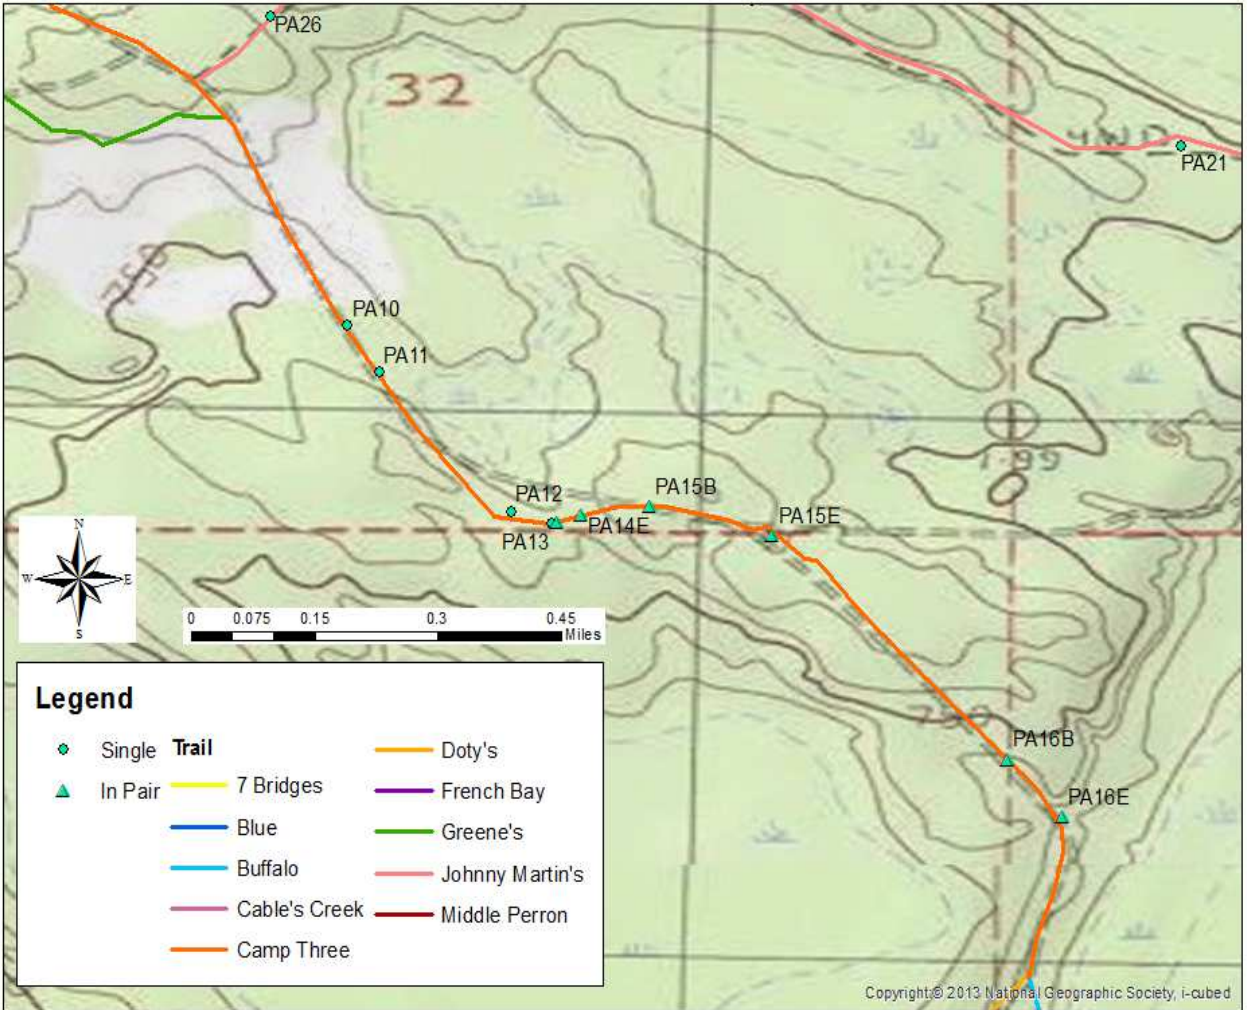 PA26
32
PA21
PA10
PA11
PA12
PA15B
PA15E
PA14E
PA13
N
W E
S
0 0.075 0.15 0.3 0.45
Miles
750
PA16B
PA16E
Legend
Single
In Pair
Trail
7 Bridges
Blue
Buffalo
Cable's Creek
Camp Three
Doty's
French Bay
Greene's
Johnny Martin's
Middle Perron
Copyright:© 2013 National Geographic Society, i-cubed